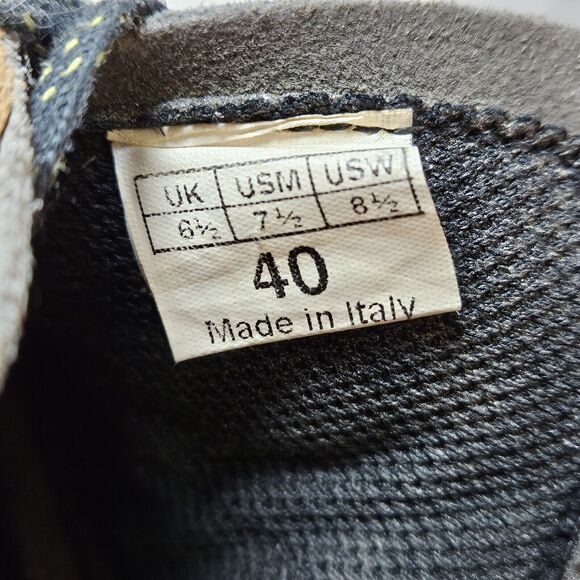 UK USM USW
6½ 7½ 8½
40
Made in Italy